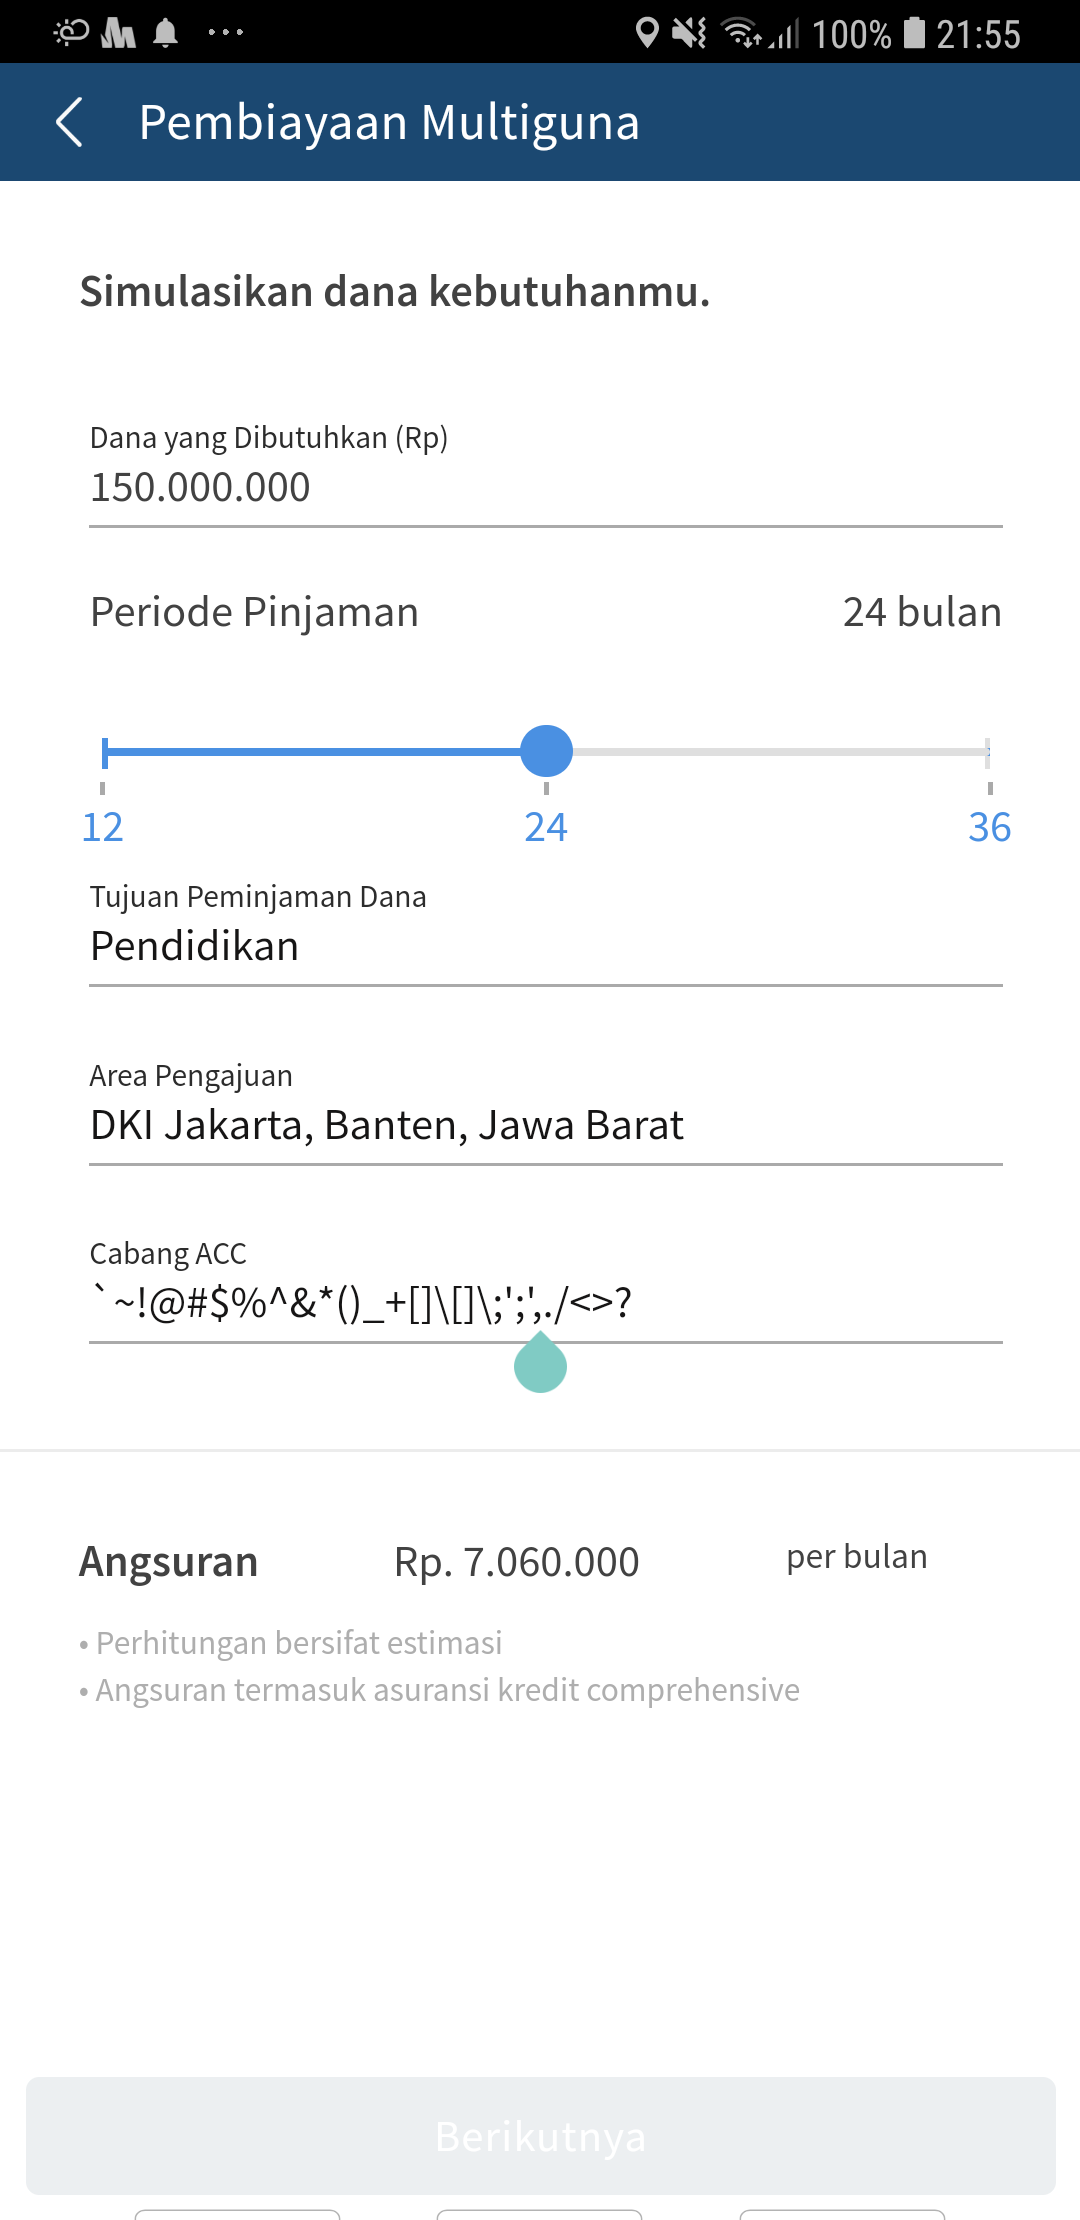 100% 21:55
Pembiayaan Multiguna
Simulasikan dana kebutuhanmu.
Dana yang Dibutuhkan (Rp)
150.000.000
Periode Pinjaman 24 bulan
12 24 36
Tujuan Peminjaman Dana
Pendidikan
Area Pengajuan
DKI Jakarta, Banten, Jawa Barat
Cabang ACC
`~!@#$%^&*()_+[]\[]\;';',./<>?
Angsuran Rp. 7.060.000 per bulan
• Perhitungan bersifat estimasi
• Angsuran termasuk asuransi kredit comprehensive
Berikutnya